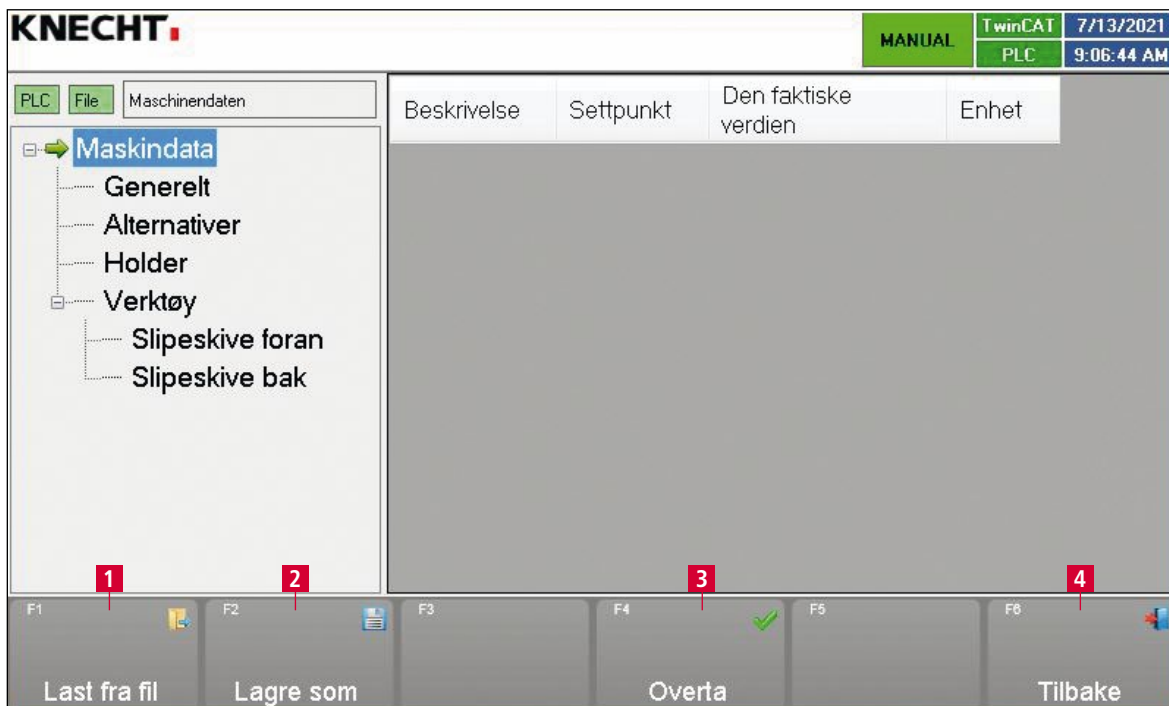 KNECHT
MANUAL
TwinCAT
7/13/2021
PLC
9:06:44 AM
PLC
File
Maschinendaten
Maskindata
Generelt
Alternativer
Holder
Verktøy
Slipeskive foran
Slipeskive bak
Beskrivelse
Settpunkt
Den faktiske
verdien
Enhet
1
2
3
4
F1
Last fra fil
F2
Lagre som
F3
F4
Overta
F5
F6
Tilbake